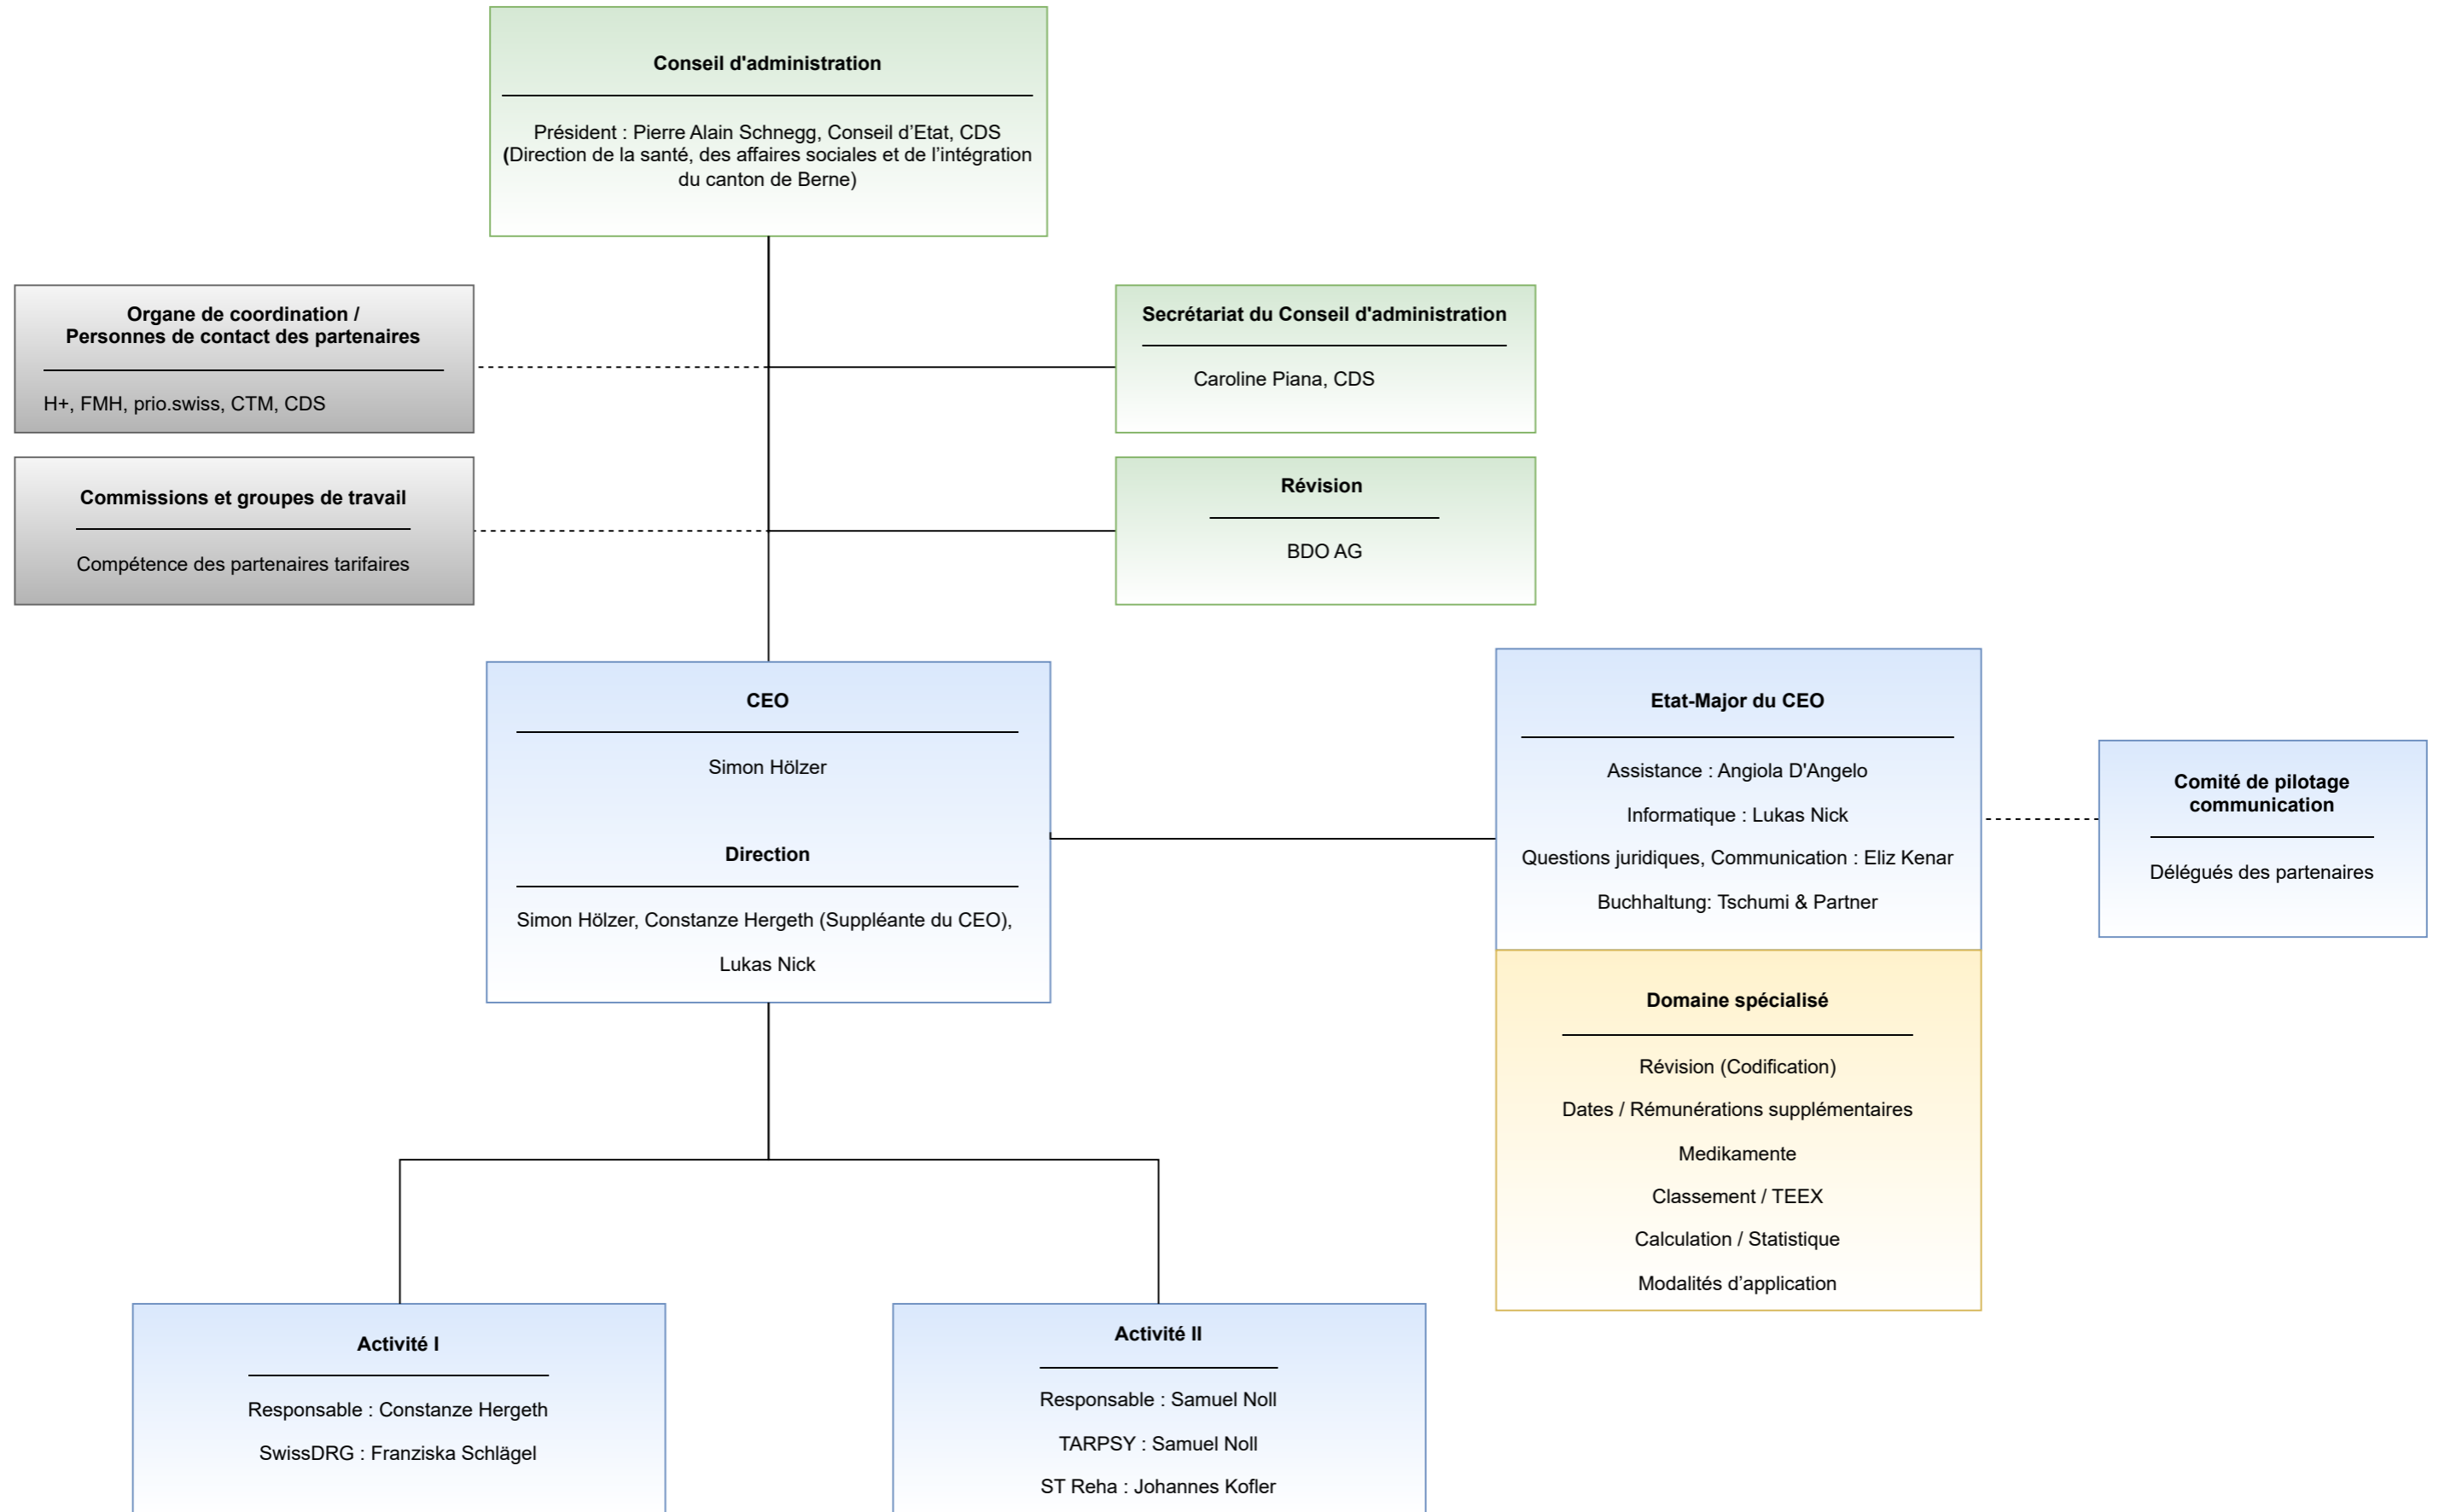 Conseil d'administration
Président : Pierre Alain Schnegg, Conseil d’Etat, CDS
(Direction de la santé, des affaires sociales et de l’intégration
du canton de Berne)
Organe de coordination /
Personnes de contact des partenaires
H+, FMH, prio.swiss, CTM, CDS
Secrétariat du Conseil d'administration
Caroline Piana, CDS
Commissions et groupes de travail
Compétence des partenaires tarifaires
Révision
BDO AG
CEO
Simon Hölzer
Direction
Simon Hölzer, Constanze Hergeth (Suppléante du CEO),
Lukas Nick
Etat-Major du CEO
Assistance : Angiola D'Angelo
Informatique : Lukas Nick
Questions juridiques, Communication : Eliz Kenar
Buchhaltung: Tschumi & Partner
Comité de pilotage
communication
Délégués des partenaires
Domaine spécialisé
Révision (Codification)
Dates / Rémunérations supplémentaires
Medikamente
Classement / TEEX
Calculation / Statistique
Modalités d’application
Activité I
Responsable : Constanze Hergeth
SwissDRG : Franziska Schlägel
Activité II
Responsable : Samuel Noll
TARPSY : Samuel Noll
ST Reha : Johannes Kofler